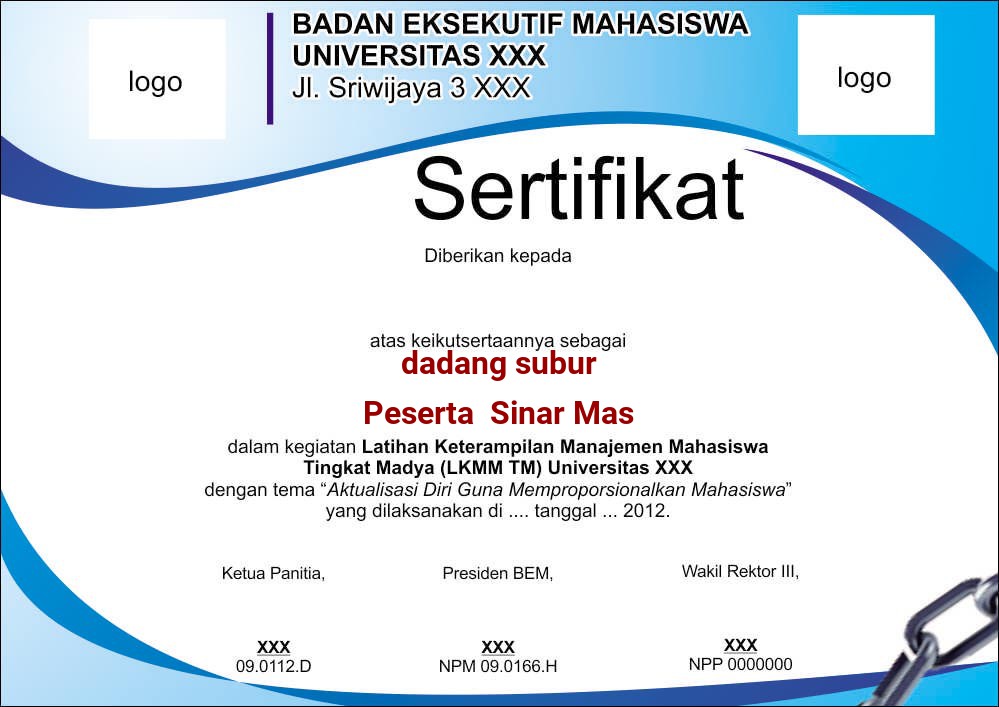 logo
BADAN EKSEKUTIF MAHASISWA
UNIVERSITAS XXX
Jl. Sriwijaya 3 XXX
logo
Sertifikat
Diberikan kepada
atas keikutsertaannya sebagai
dadang subur
Peserta  Sinar Mas
dalam kegiatan Latihan Keterampilan Manajemen Mahasiswa
Tingkat Madya (LKMM TM) Universitas XXX
dengan tema “Aktualisasi Diri Guna Memproporsionalkan Mahasiswa”
yang dilaksanakan di .... tanggal ... 2012.
Ketua Panitia,
Presiden BEM,
Wakil Rektor III,
XXX
09.0112.D
XXX
NPM 09.0166.H
XXX
NPP 0000000